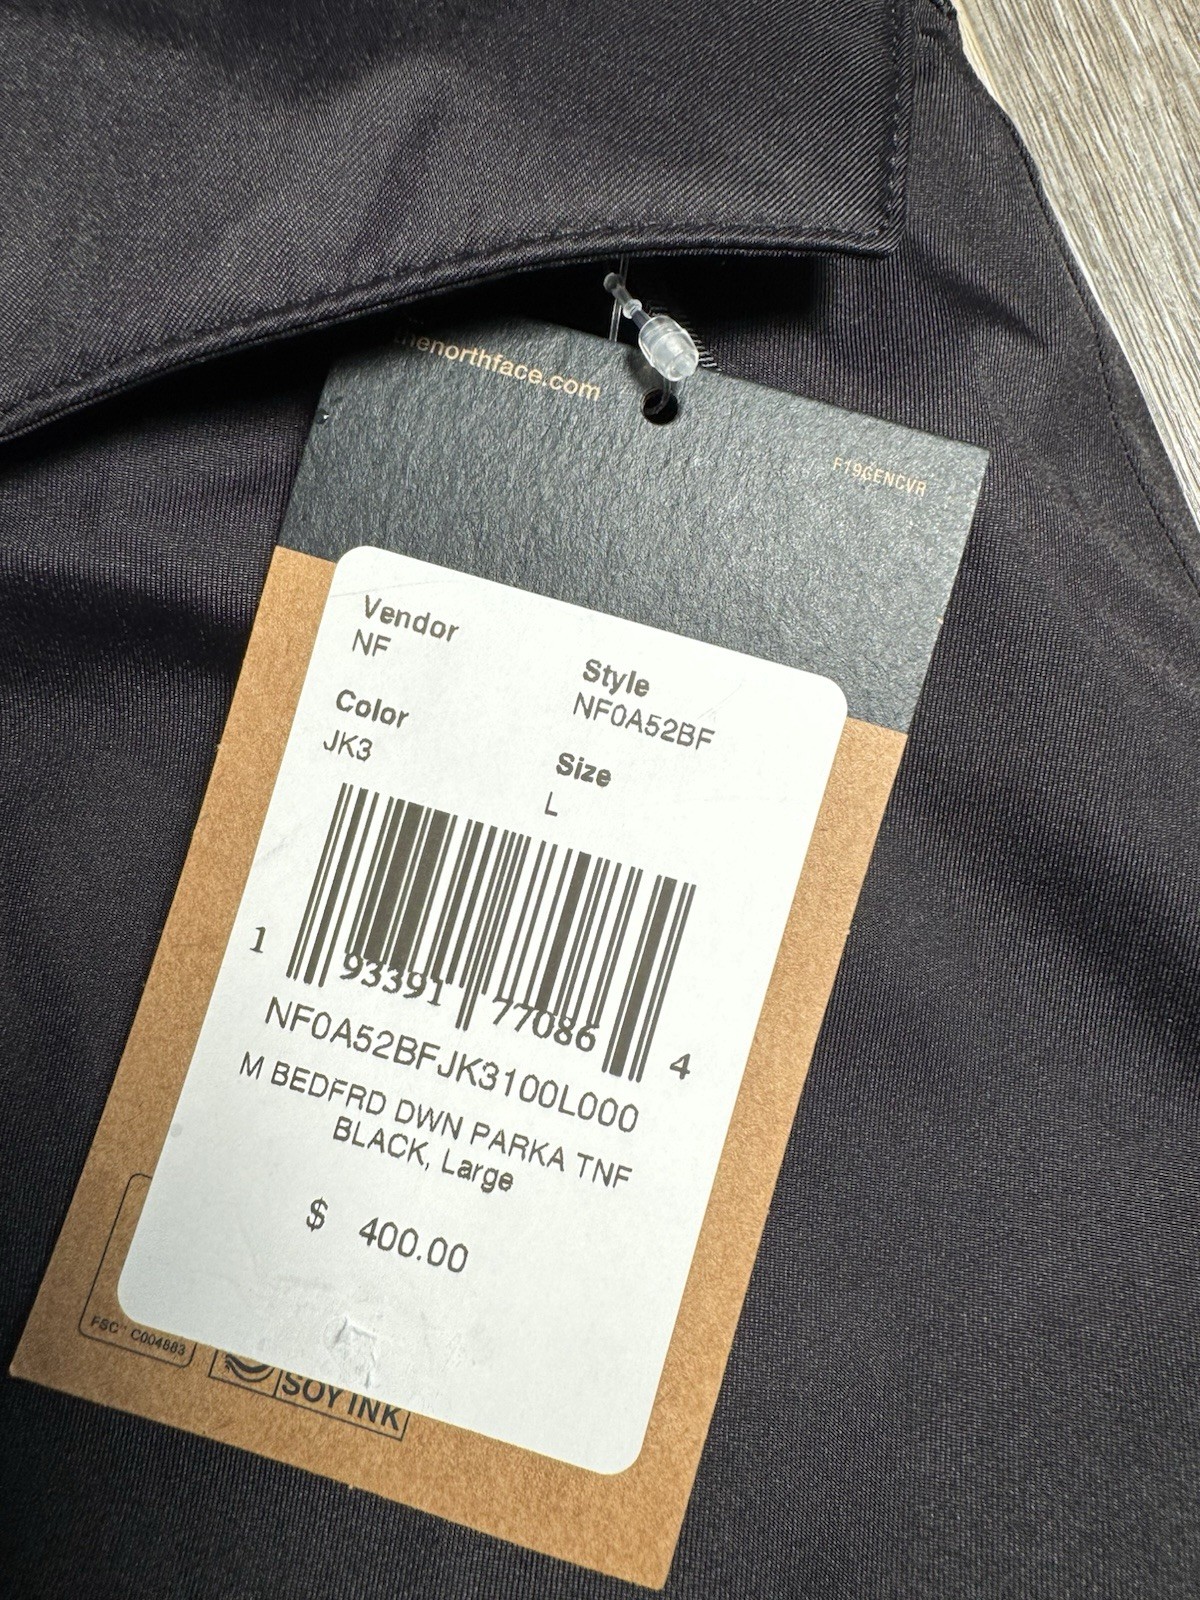 thenorthface.com
F19GENCVR
Vendor
NF
Style
NF0A52BF
Color
JK3
Size
L
1 93391 77086 4
NF0A52BFJK3100L000
M BEDFRD DWN PARKA TNF
BLACK, Large
$ 400.00
FSC™ C004883
SOY INK